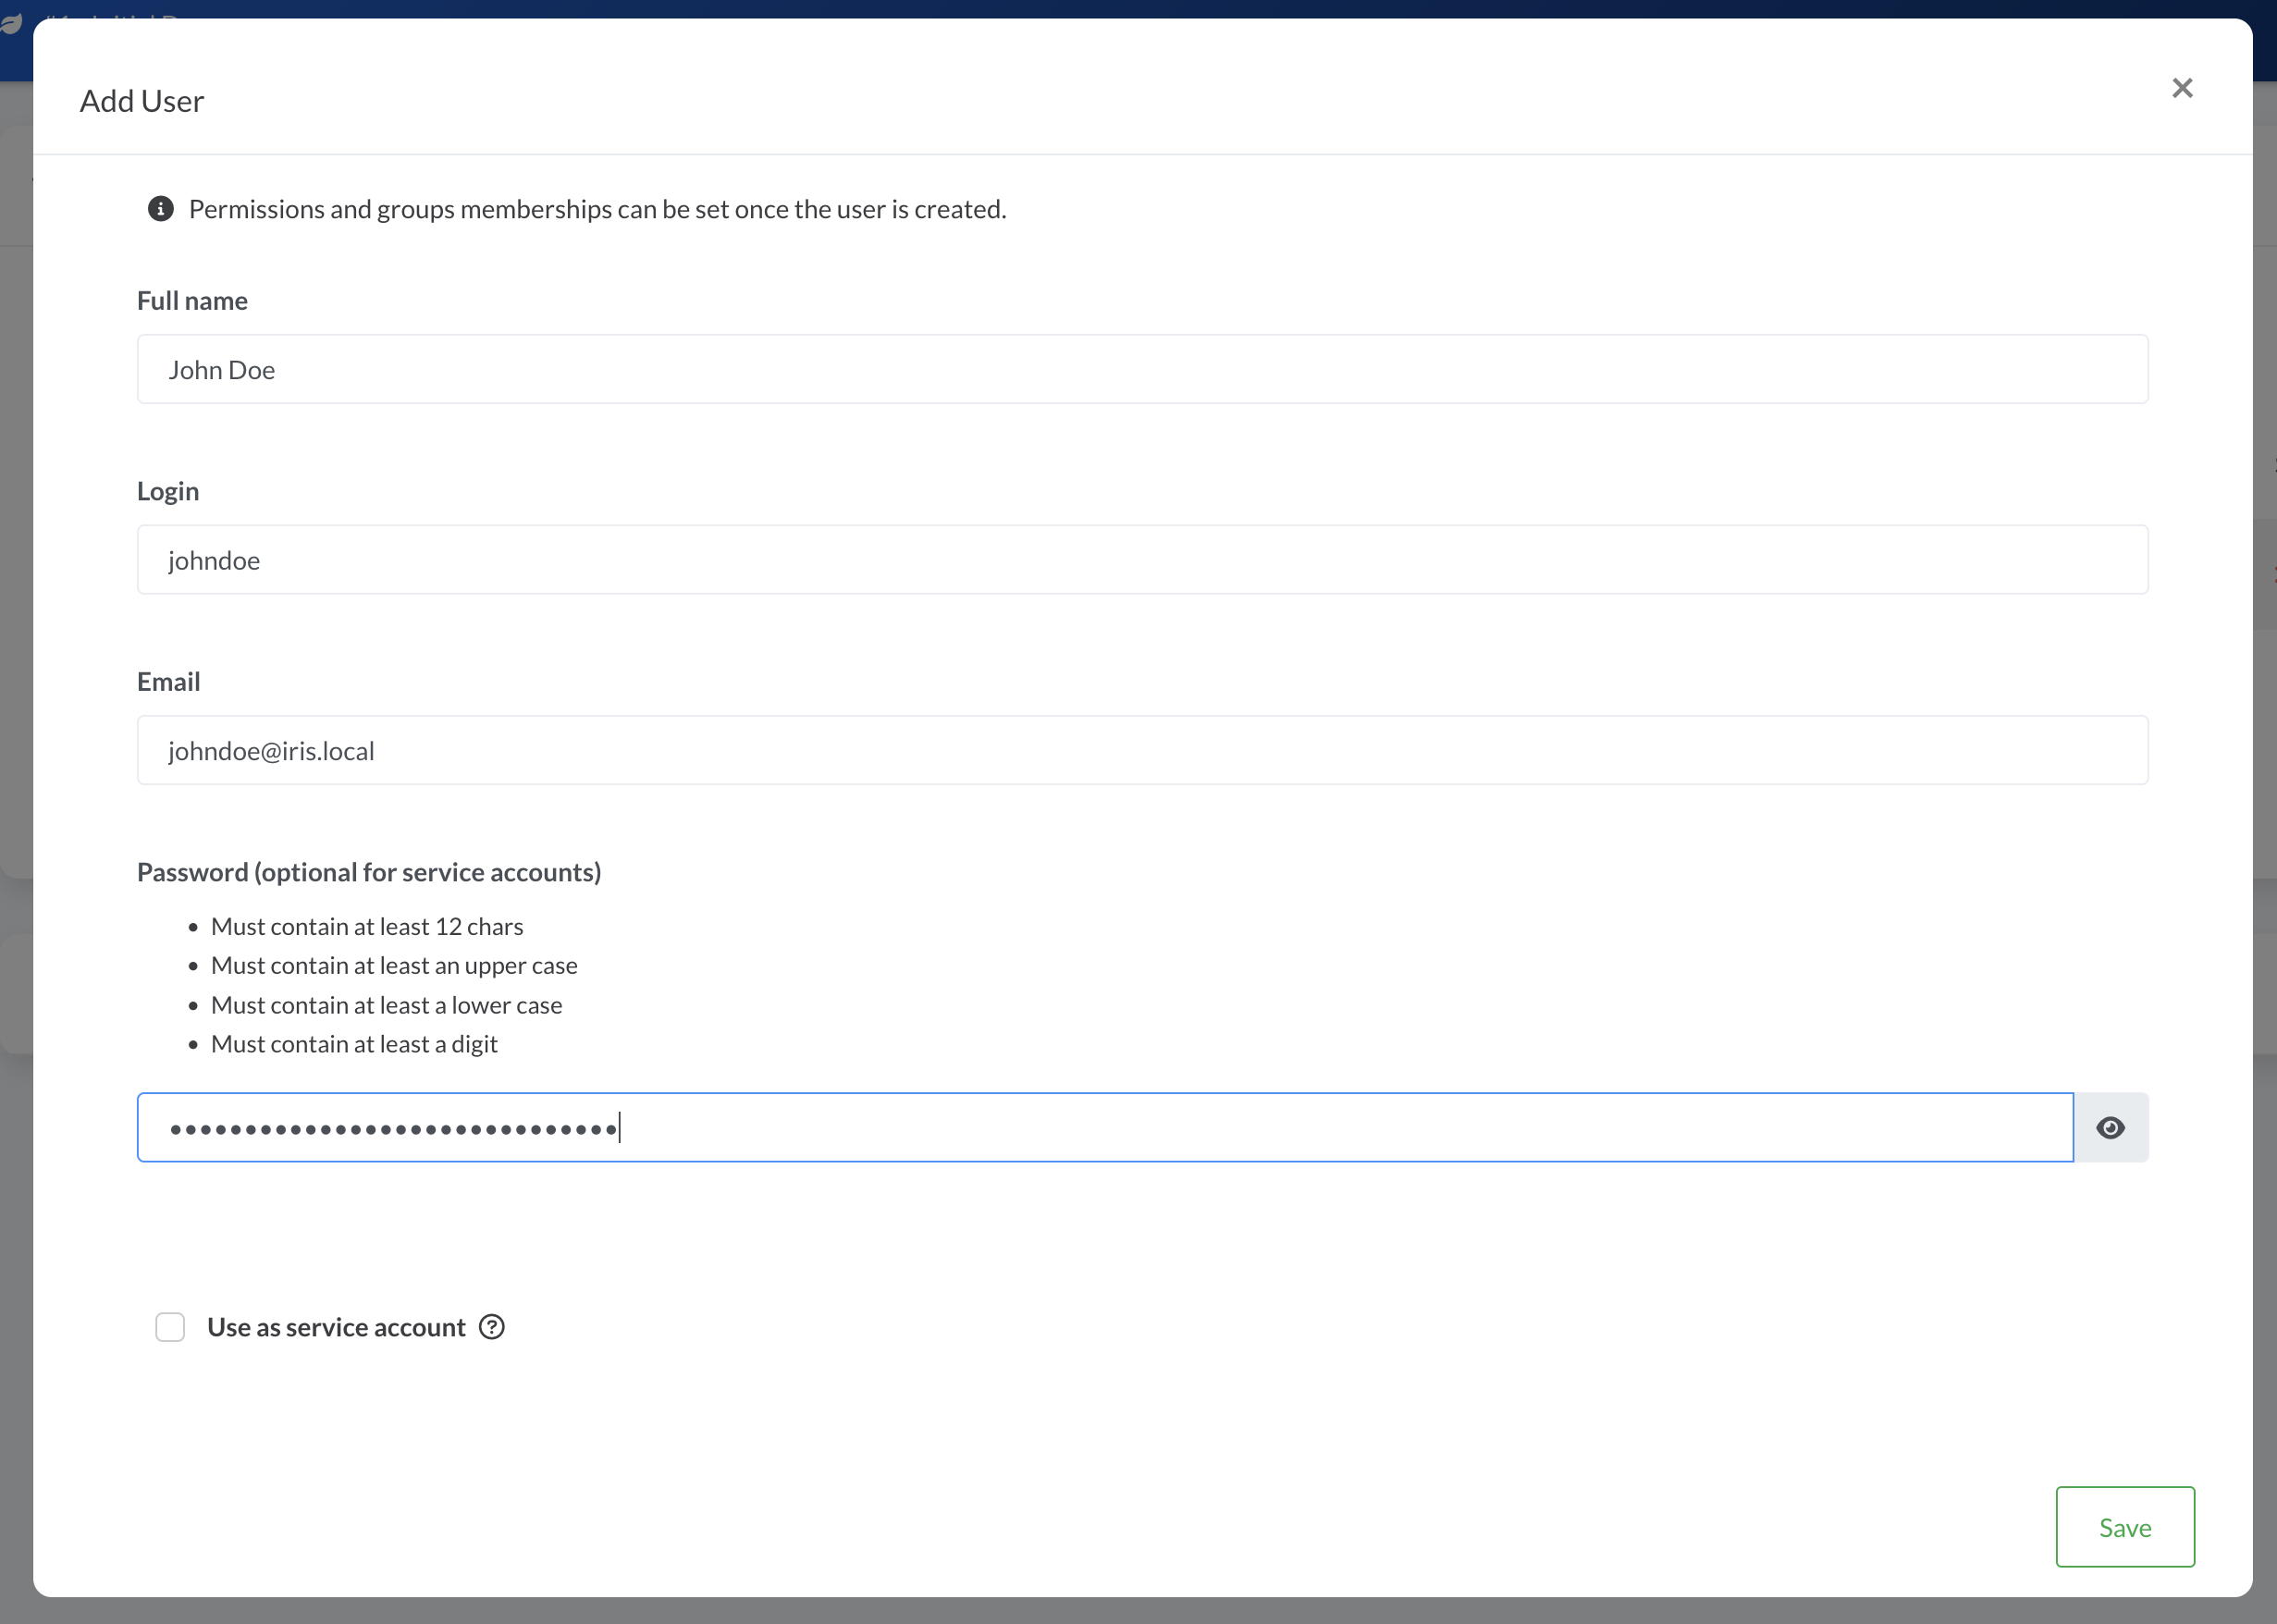 Add User
Permissions and groups memberships can be set once the user is created.
Full name
John Doe
Login
johndoe
Email
johndoe@iris.local
Password (optional for service accounts)
• Must contain at least 12 chars
• Must contain at least an upper case
• Must contain at least a lower case
• Must contain at least a digit
••••••••••••••••••••••••••••••
Use as service account
Save